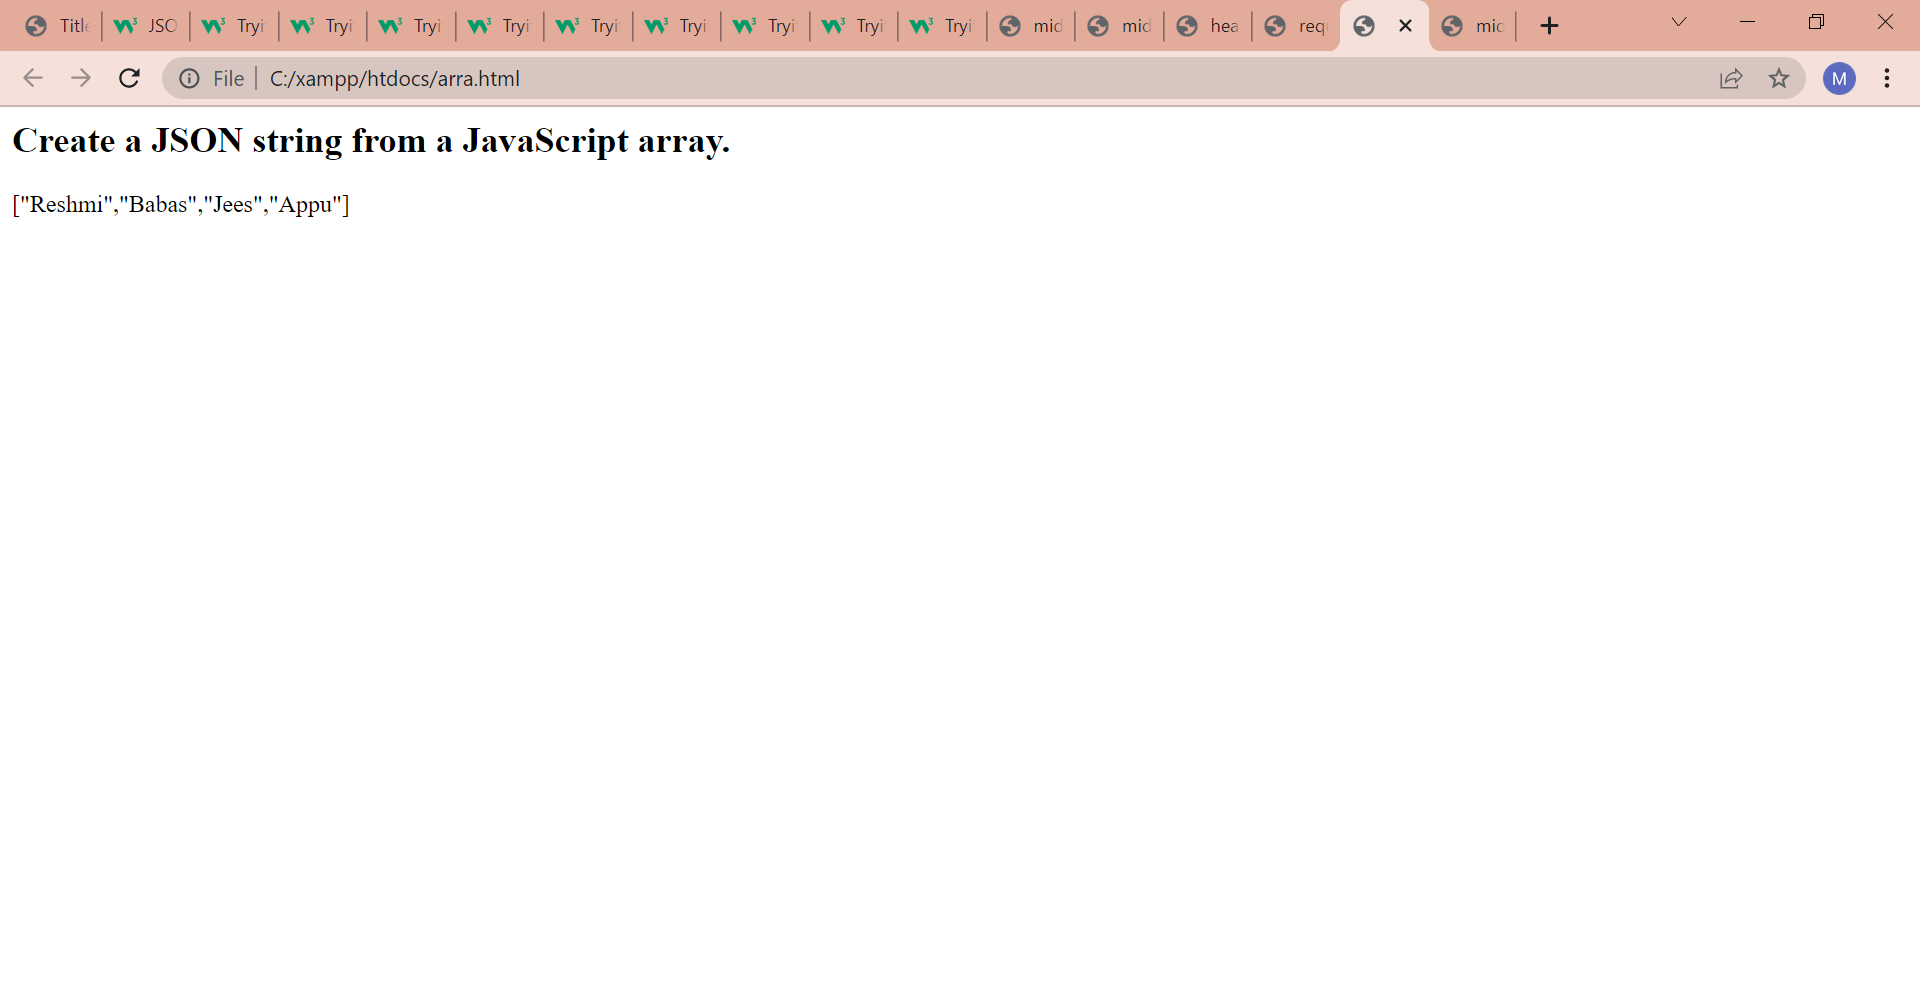 Title JSO Tryi Tryi Tryi Tryi Tryi Tryi Tryi Tryi Tryi mid mid hea req mid
File C:/xampp/htdocs/arra.html M
Create a JSON string from a JavaScript array.
["Reshmi","Babas","Jees","Appu"]